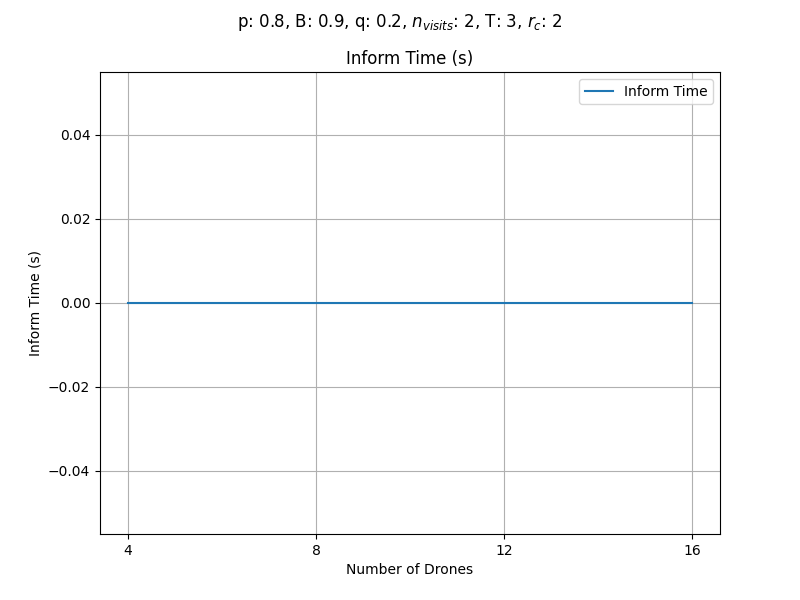 p: 0.8, B: 0.9, q: 0.2, n_visits: 2, T: 3, r_c: 2
Inform Time (s)
Inform Time
0.04
0.02
0.00
−0.02
−0.04
Inform Time (s)
4 8 12 16
Number of Drones